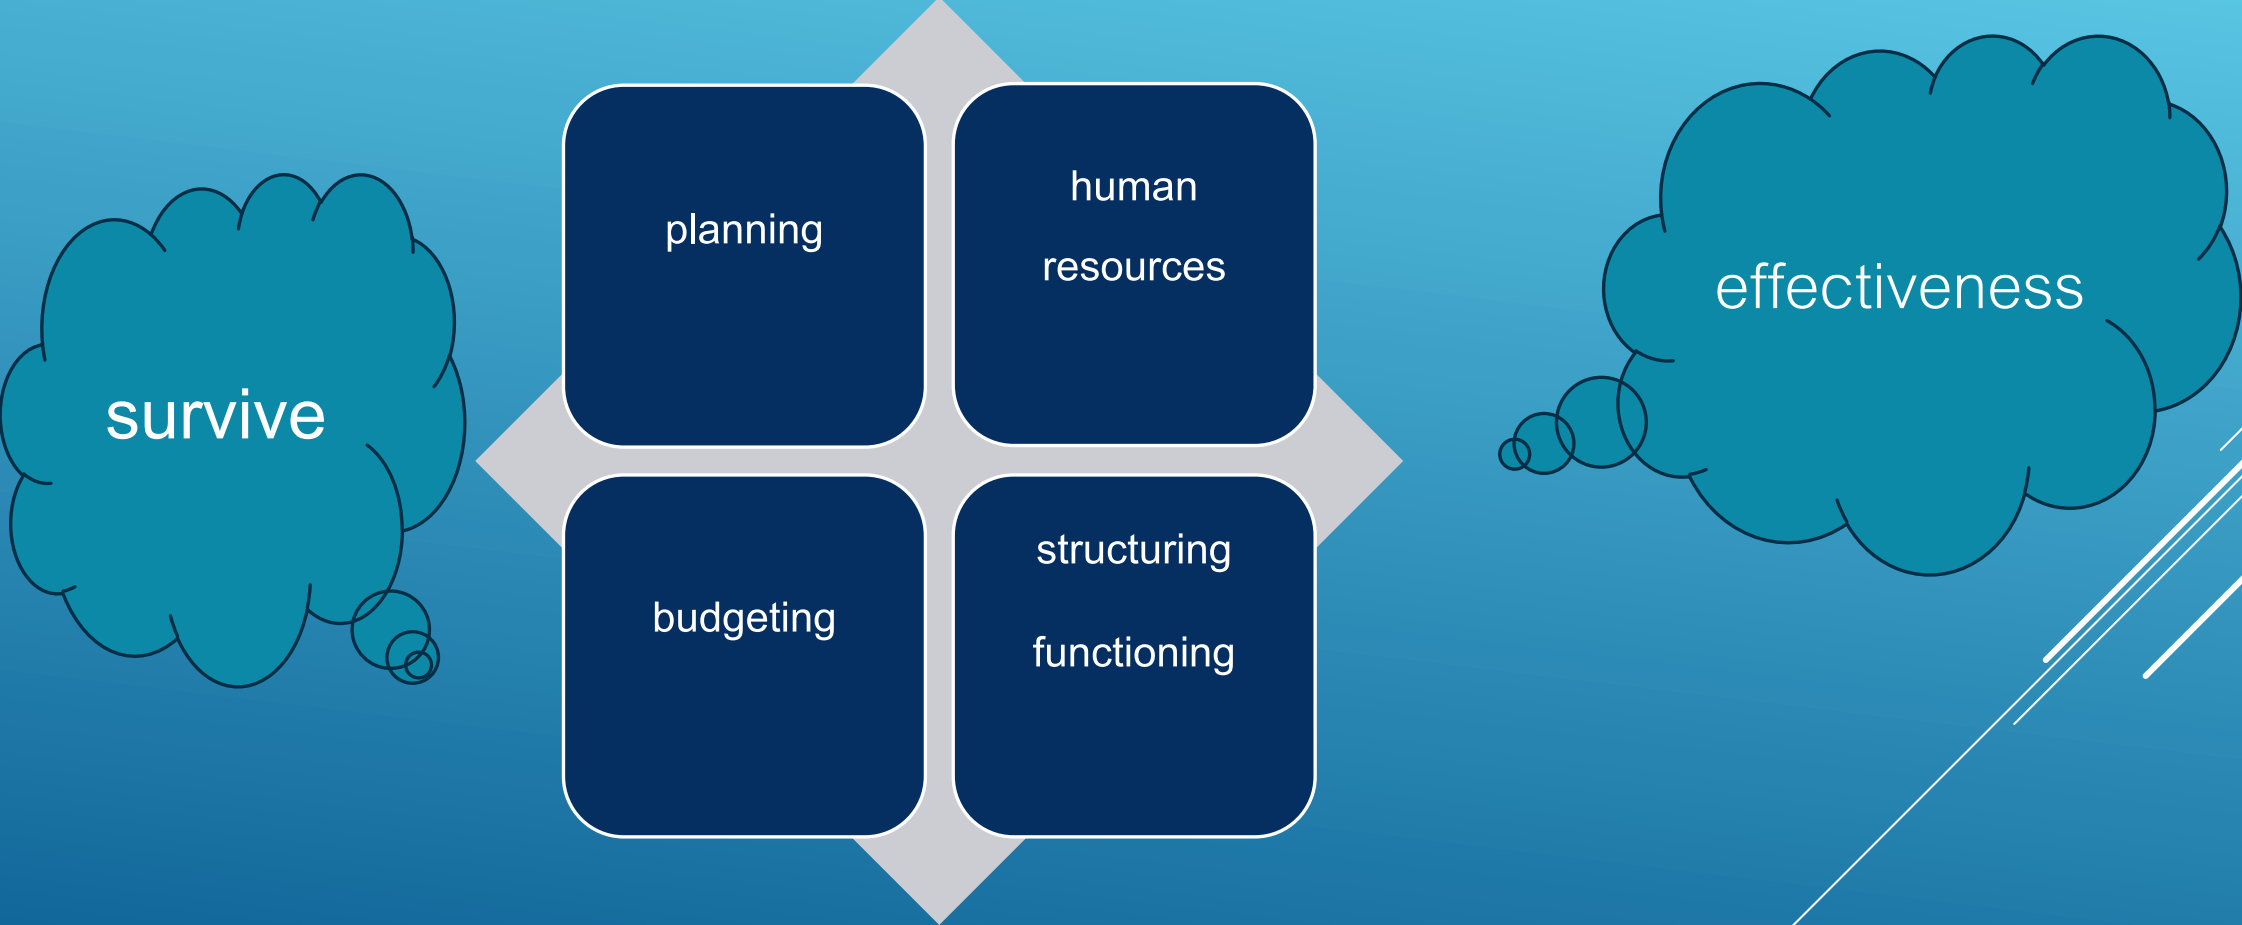 survive
planning
human
resources
budgeting
structuring
functioning
effectiveness